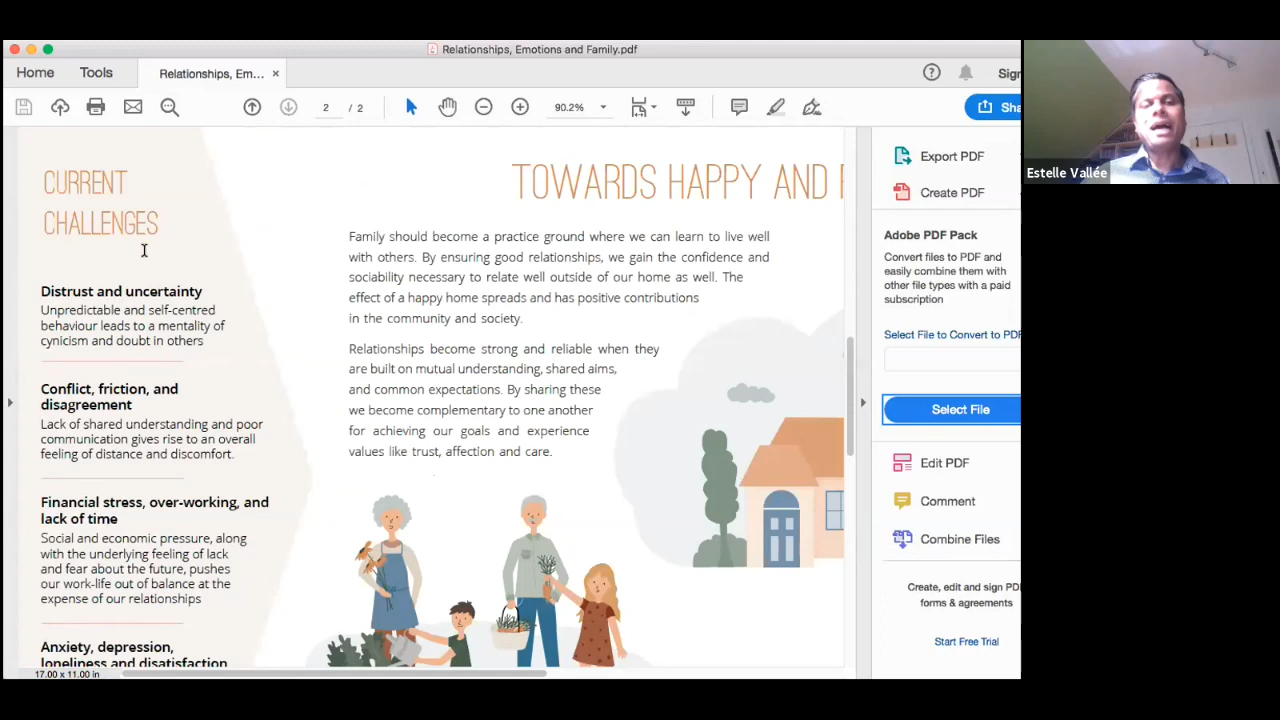 Relationships, Emotions and Family.pdf
Home
Tools
Relationships, Em...
×
?
Sign
2 / 2
90.2%
Sha
CURRENT
CHALLENGES
Distrust and uncertainty
Unpredictable and self-centred
behaviour leads to a mentality of
cynicism and doubt in others
Conflict, friction, and
disagreement
Lack of shared understanding and poor
communication gives rise to an overall
feeling of distance and discomfort.
Financial stress, over-working, and
lack of time
Social and economic pressure, along
with the underlying feeling of lack
and fear about the future, pushes
our work-life out of balance at the
expense of our relationships
Anxiety, depression,
loneliness and disatisfaction
17.00 x 11.00 in
TOWARDS HAPPY AND
Family should become a practice ground where we can learn to live well
with others. By ensuring good relationships, we gain the confidence and
sociability necessary to relate well outside of our home as well. The
effect of a happy home spreads and has positive contributions
in the community and society.
Relationships become strong and reliable when they
are built on mutual understanding, shared aims,
and common expectations. By sharing these
we become complementary to one another
for achieving our goals and experience
values like trust, affection and care.
Export PDF
Create PDF
Adobe PDF Pack
Convert files to PDF and
easily combine them with
other file types with a paid
subscription
Select File to Convert to PDF
Select File
Edit PDF
Comment
Combine Files
Create, edit and sign PD
forms & agreements
Start Free Trial
Estelle Vallée